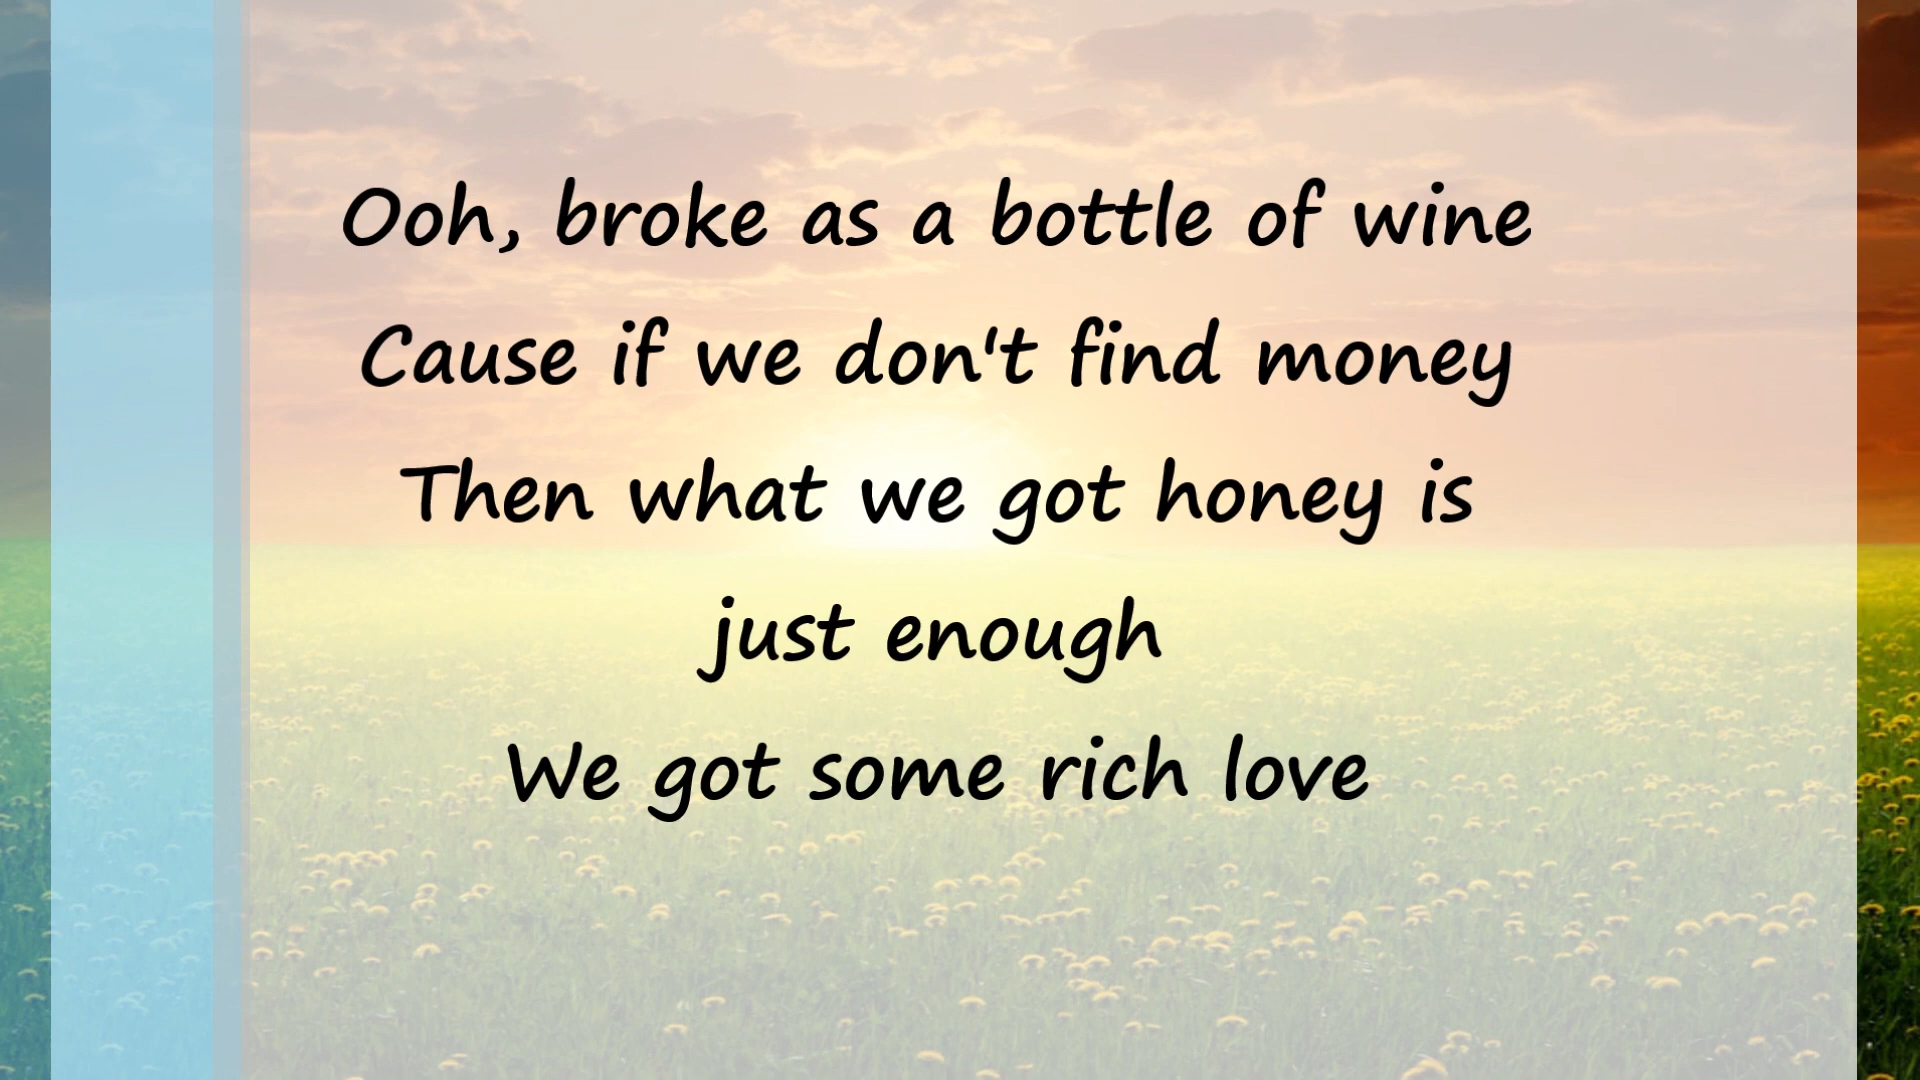 Ooh, broke as a bottle of wine
Cause if we don't find money
Then what we got honey is
just enough
We got some rich love